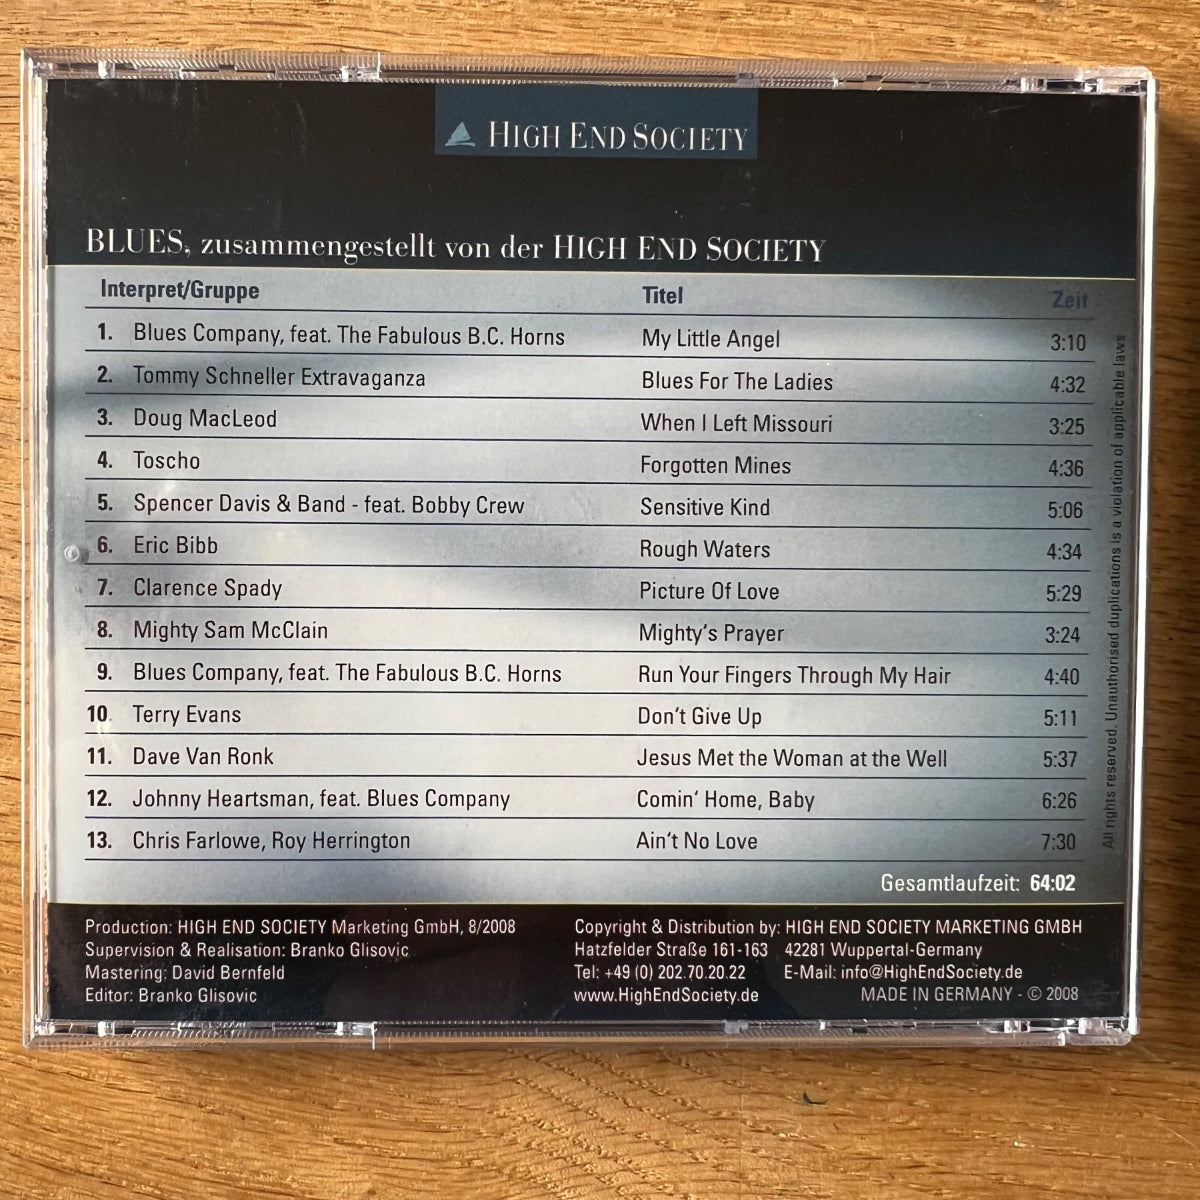 HIGH END SOCIETY
BLUES, zusammengestellt von der HIGH END SOCIETY
Interpret/Gruppe Titel Zeit
1. Blues Company, feat. The Fabulous B.C. Horns My Little Angel 3:10
2. Tommy Schneller Extravaganza Blues For The Ladies 4:32
3. Doug MacLeod When I Left Missouri 3:25
4. Toscho Forgotten Mines 4:36
5. Spencer Davis & Band - feat. Bobby Crew Sensitive Kind 5:06
6. Eric Bibb Rough Waters 4:34
7. Clarence Spady Picture Of Love 5:29
8. Mighty Sam McClain Mighty's Prayer 3:24
9. Blues Company, feat. The Fabulous B.C. Horns Run Your Fingers Through My Hair 4:40
10. Terry Evans Don't Give Up 5:11
11. Dave Van Ronk Jesus Met the Woman at the Well 5:37
12. Johnny Heartsman, feat. Blues Company Comin' Home, Baby 6:26
13. Chris Farlowe, Roy Herrington Ain't No Love 7:30
Gesamtlaufzeit: 64:02
All rights reserved. Unauthorised duplications is a violation of applicable laws
Production: HIGH END SOCIETY Marketing GmbH, 8/2008
Supervision & Realisation: Branko Glisovic
Mastering: David Bernfeld
Editor: Branko Glisovic
Copyright & Distribution by: HIGH END SOCIETY MARKETING GMBH
Hatzfelder Straße 161-163 42281 Wuppertal-Germany
Tel: +49 (0) 202.70.20.22 E-Mail: info@HighEndSociety.de
www.HighEndSociety.de MADE IN GERMANY - © 2008